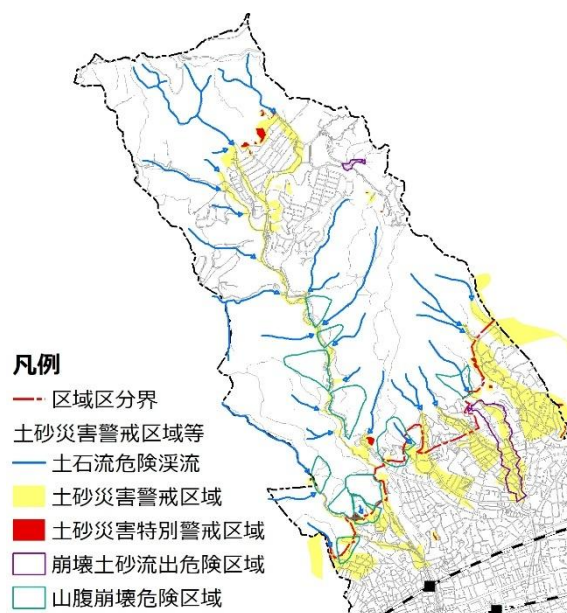 凡例
区域区分界
土砂災害警戒区域等
土石流危険渓流
土砂災害警戒区域
土砂災害特別警戒区域
崩壊土砂流出危険区域
山腹崩壊危険区域